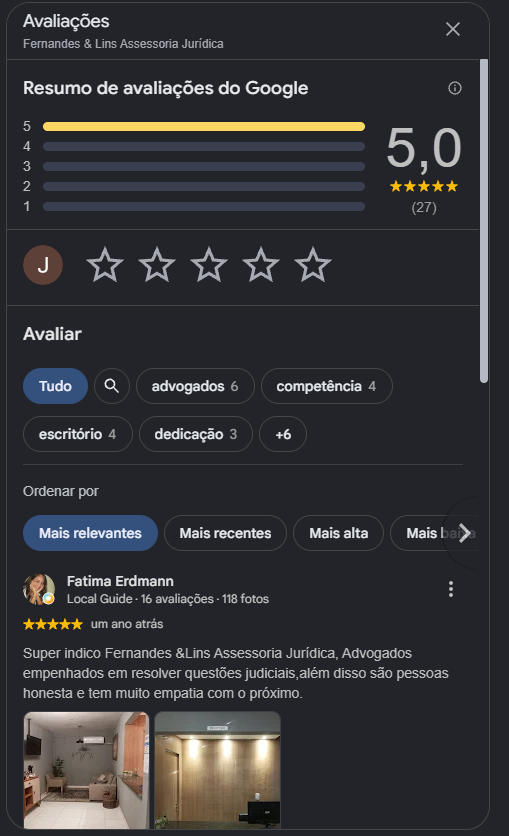 Avaliações
Fernandes & Lins Assessoria Jurídica
Resumo de avaliações do Google
5
4
3
2
1
5,0
(27)
J
Avaliar
Tudo
advogados 6
competência 4
escritório 4
dedicação 3
+6
Ordenar por
Mais relevantes
Mais recentes
Mais alta
Mais baixa
Fatima Erdmann
Local Guide · 16 avaliações · 118 fotos
um ano atrás
Super indico Fernandes &Lins Assessoria Jurídica, Advogados
empenhados em resolver questões judiciais,além disso são pessoas
honesta e tem muito empatia com o próximo.